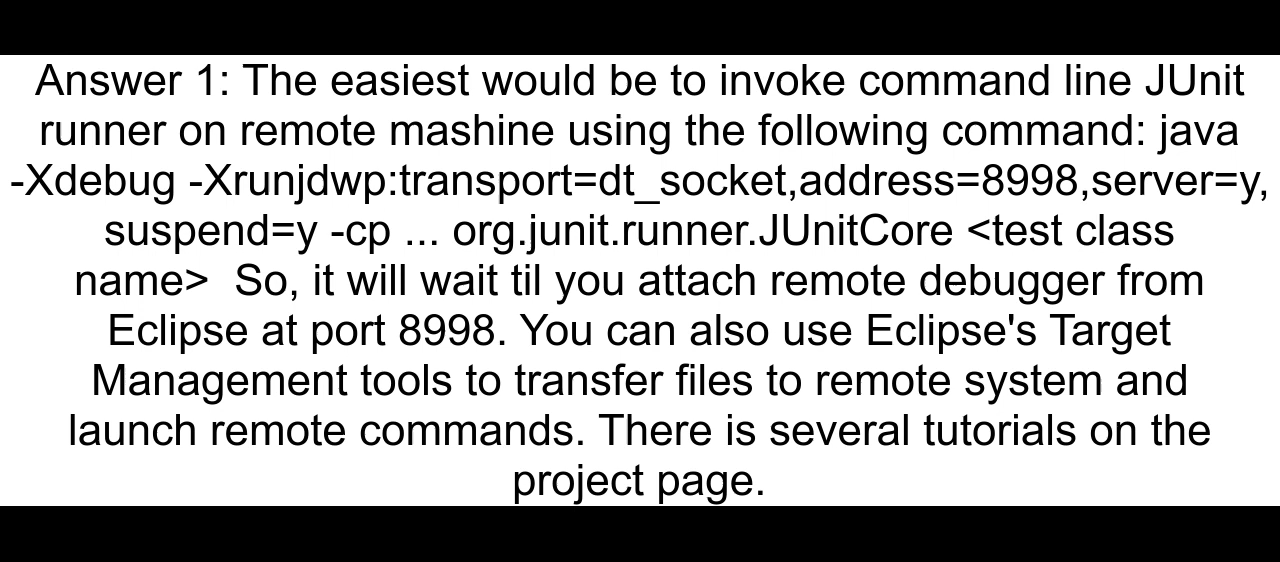 Answer 1: The easiest would be to invoke command line JUnit
runner on remote mashine using the following command: java
-Xdebug -Xrunjdwp:transport=dt_socket,address=8998,server=y,
suspend=y -cp ... org.junit.runner.JUnitCore <test class
name>  So, it will wait til you attach remote debugger from
Eclipse at port 8998. You can also use Eclipse's Target
Management tools to transfer files to remote system and
launch remote commands. There is several tutorials on the
project page.